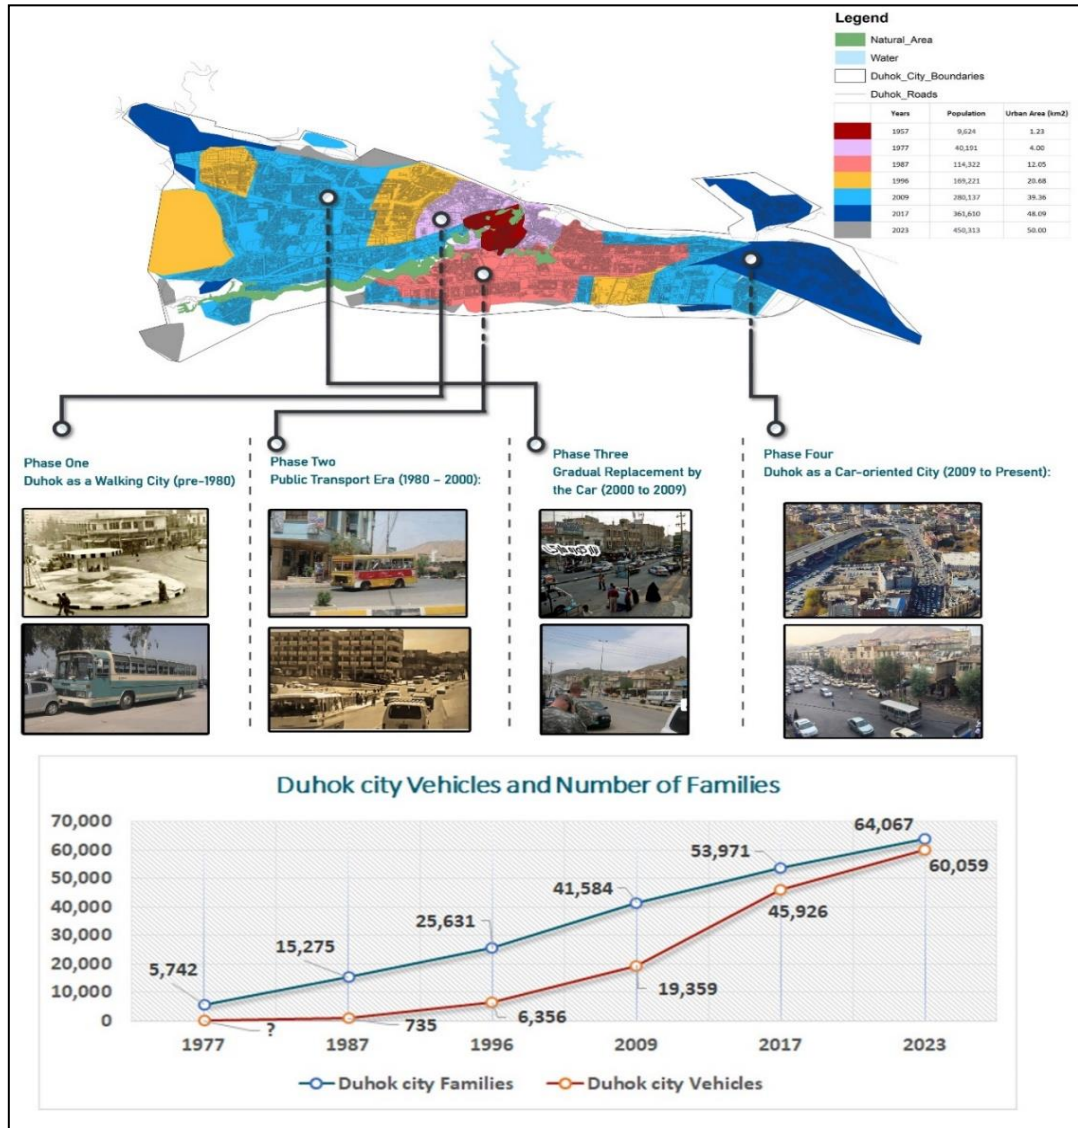 Legend
Natural_Area
Water
Duhok_City_Boundaries
Duhok_Roads
Years Population Urban Area (km2)
1957 9,624 1.23
1977 40,191 4.00
1987 114,322 12.05
1996 169,221 20.68
2009 280,137 39.36
2017 361,610 48.09
2023 450,313 50.00
Phase One
Duhok as a Walking City (pre-1980)
Phase Two
Public Transport Era (1980 – 2000):
Phase Three
Gradual Replacement by
the Car (2000 to 2009)
Phase Four
Duhok as a Car-oriented City (2009 to Present):
Duhok city Vehicles and Number of Families
70,000
60,000
50,000
40,000
30,000
20,000
10,000
0
5,742
15,275
25,631
41,584
53,971
64,067
?
735
6,356
19,359
45,926
60,059
1977 1987 1996 2009 2017 2023
Duhok city Families Duhok city Vehicles